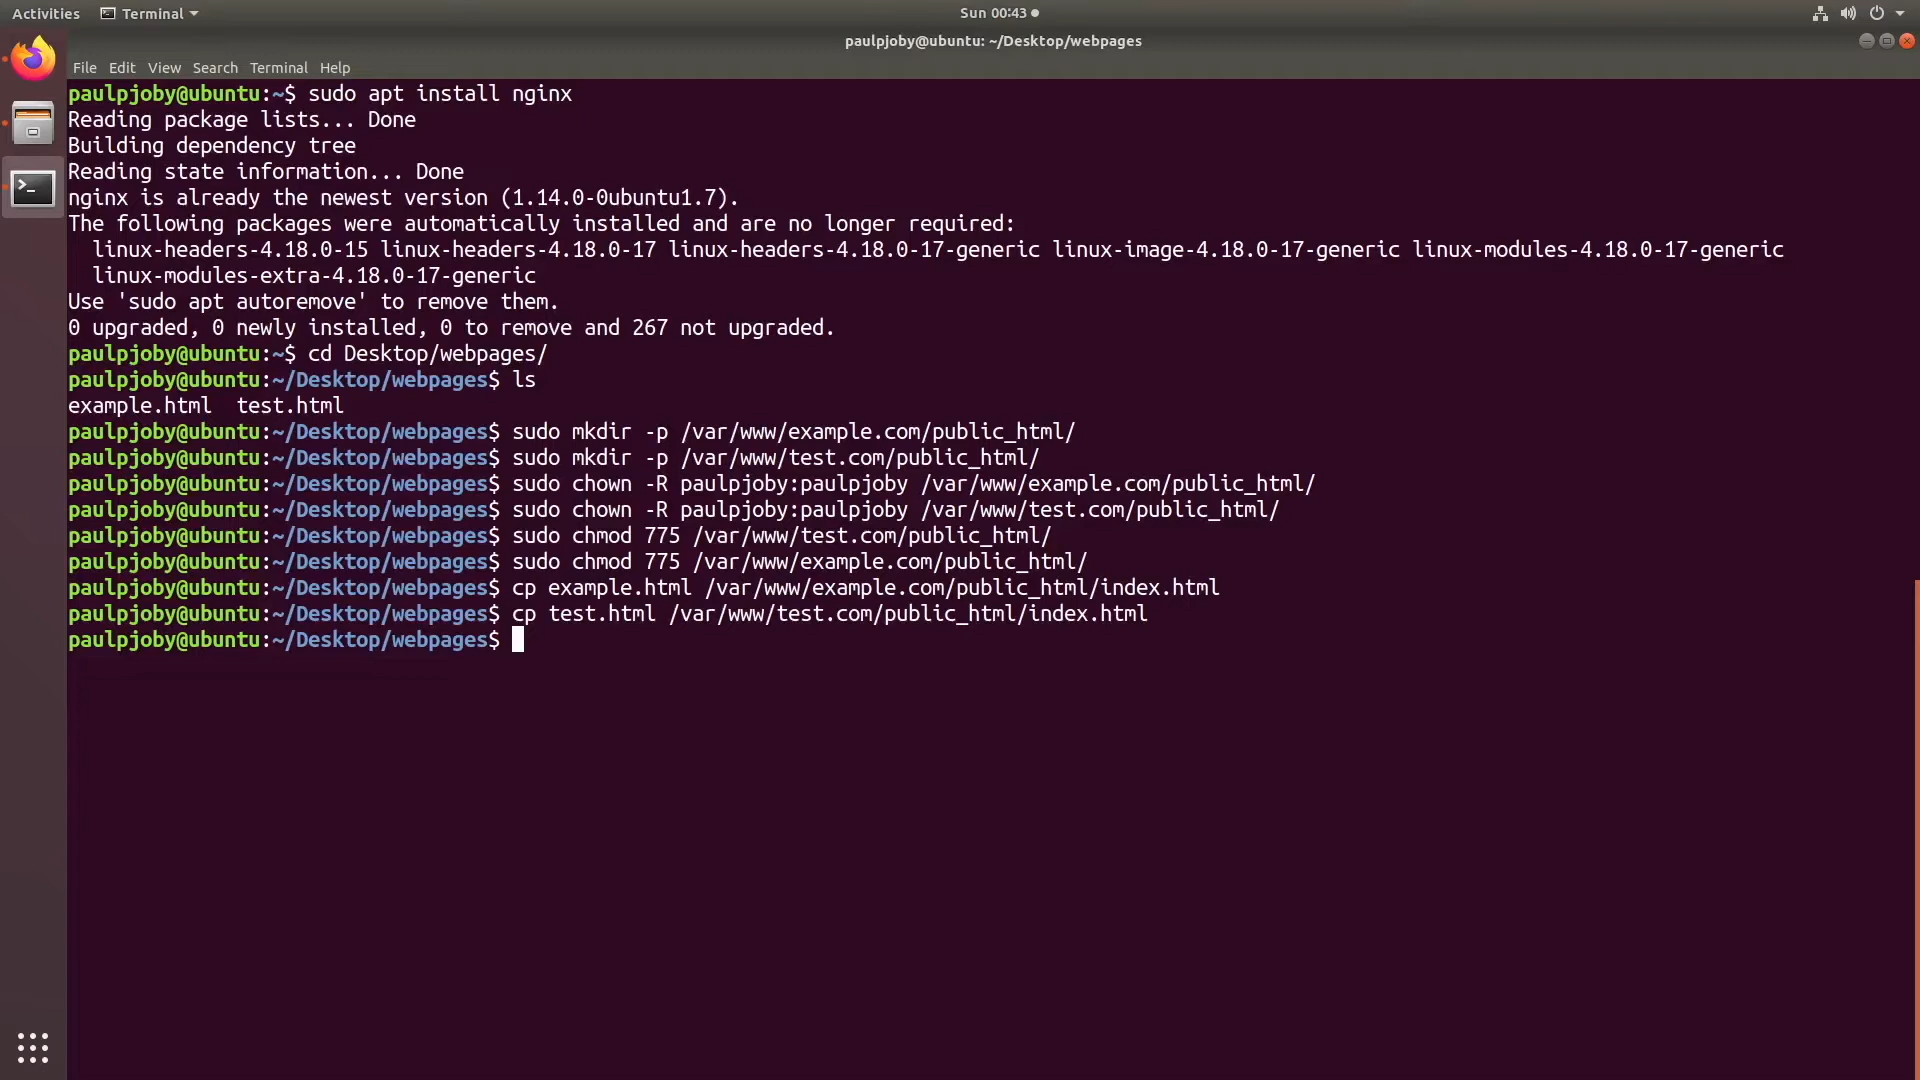 Activities Terminal Sun 00:43
paulpjoby@ubuntu: ~/Desktop/webpages
File Edit View Search Terminal Help
paulpjoby@ubuntu:~$ sudo apt install nginx
Reading package lists... Done
Building dependency tree
Reading state information... Done
nginx is already the newest version (1.14.0-0ubuntu1.7).
The following packages were automatically installed and are no longer required:
  linux-headers-4.18.0-15 linux-headers-4.18.0-17 linux-headers-4.18.0-17-generic linux-image-4.18.0-17-generic linux-modules-4.18.0-17-generic
  linux-modules-extra-4.18.0-17-generic
Use 'sudo apt autoremove' to remove them.
0 upgraded, 0 newly installed, 0 to remove and 267 not upgraded.
paulpjoby@ubuntu:~$ cd Desktop/webpages/
paulpjoby@ubuntu:~/Desktop/webpages$ ls
example.html  test.html
paulpjoby@ubuntu:~/Desktop/webpages$ sudo mkdir -p /var/www/example.com/public_html/
paulpjoby@ubuntu:~/Desktop/webpages$ sudo mkdir -p /var/www/test.com/public_html/
paulpjoby@ubuntu:~/Desktop/webpages$ sudo chown -R paulpjoby:paulpjoby /var/www/example.com/public_html/
paulpjoby@ubuntu:~/Desktop/webpages$ sudo chown -R paulpjoby:paulpjoby /var/www/test.com/public_html/
paulpjoby@ubuntu:~/Desktop/webpages$ sudo chmod 775 /var/www/test.com/public_html/
paulpjoby@ubuntu:~/Desktop/webpages$ sudo chmod 775 /var/www/example.com/public_html/
paulpjoby@ubuntu:~/Desktop/webpages$ cp example.html /var/www/example.com/public_html/index.html
paulpjoby@ubuntu:~/Desktop/webpages$ cp test.html /var/www/test.com/public_html/index.html
paulpjoby@ubuntu:~/Desktop/webpages$